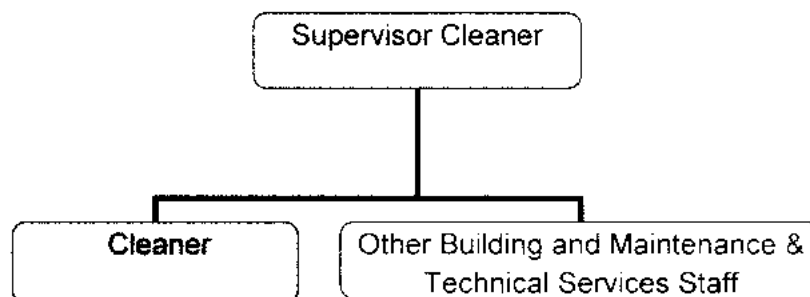 Supervisor Cleaner
Cleaner
Other Building and Maintenance &
Technical Services Staff